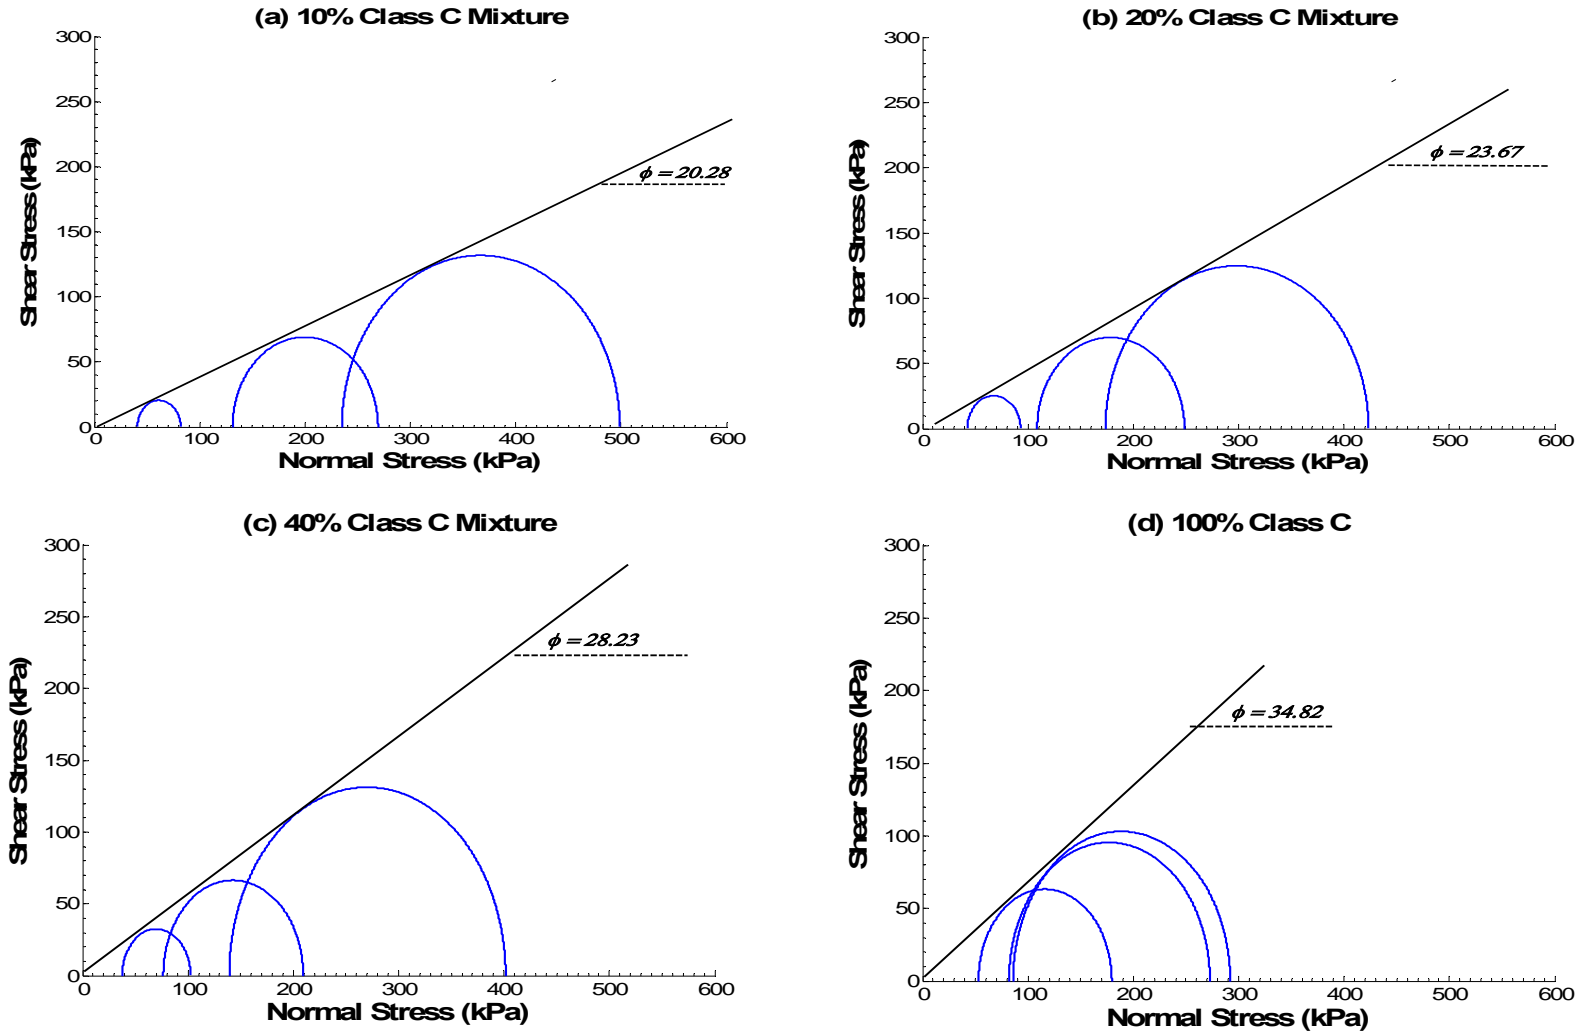 (a) 10% Class C Mixture
300
250
200
150
100
50
0
Shear Stress (kPa)
ϕ = 20.28
0 100 200 300 400 500 600
Normal Stress (kPa)
(b) 20% Class C Mixture
300
250
200
150
100
50
0
Shear Stress (kPa)
ϕ = 23.67
0 100 200 300 400 500 600
Normal Stress (kPa)
(c) 40% Class C Mixture
300
250
200
150
100
50
0
Shear Stress (kPa)
ϕ = 28.23
0 100 200 300 400 500 600
Normal Stress (kPa)
(d) 100% Class C
300
250
200
150
100
50
0
Shear Stress (kPa)
ϕ = 34.82
0 100 200 300 400 500 600
Normal Stress (kPa)